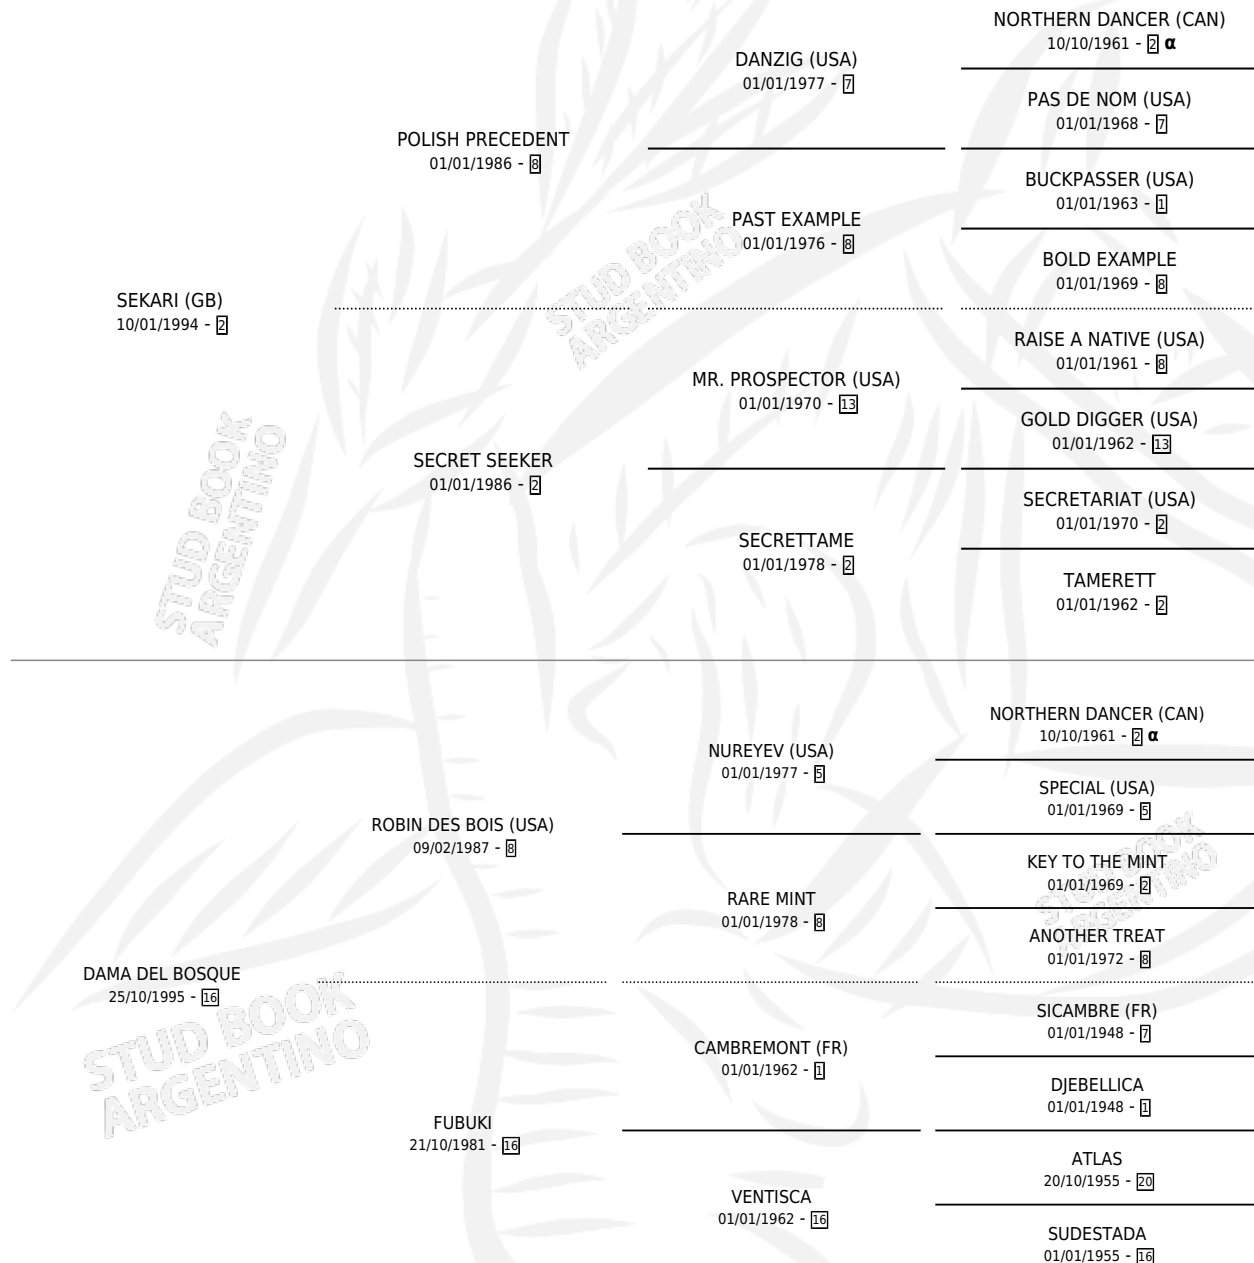 NORTHERN DANCER (CAN)
10/10/1961 - 2 α
DANZIG (USA)
01/01/1977 - 7
PAS DE NOM (USA)
01/01/1968 - 7
POLISH PRECEDENT
01/01/1986 - 8
BUCKPASSER (USA)
01/01/1963 - 1
PAST EXAMPLE
01/01/1976 - 8
BOLD EXAMPLE
01/01/1969 - 8
SEKARI (GB)
10/01/1994 - 2
RAISE A NATIVE (USA)
01/01/1961 - 8
MR. PROSPECTOR (USA)
01/01/1970 - 13
GOLD DIGGER (USA)
01/01/1962 - 13
SECRET SEEKER
01/01/1986 - 2
SECRETARIAT (USA)
01/01/1970 - 2
SECRETTAME
01/01/1978 - 2
TAMERETT
01/01/1962 - 2
STUD BOOK
ARGENTINO
STUD BOOK
ARGENTINO
NORTHERN DANCER (CAN)
10/10/1961 - 2 α
NUREYEV (USA)
01/01/1977 - 5
SPECIAL (USA)
01/01/1969 - 5
ROBIN DES BOIS (USA)
09/02/1987 - 8
KEY TO THE MINT
01/01/1969 - 2
RARE MINT
01/01/1978 - 8
ANOTHER TREAT
01/01/1972 - 8
DAMA DEL BOSQUE
25/10/1995 - 16
SICAMBRE (FR)
01/01/1948 - 7
CAMBREMONT (FR)
01/01/1962 - 1
DJEBELLICA
01/01/1948 - 1
FUBUKI
21/10/1981 - 16
ATLAS
20/10/1955 - 20
VENTISCA
01/01/1962 - 16
SUDESTADA
01/01/1955 - 16
STUD BOOK
ARGENTINO
STUD BOOK
ARGENTINO